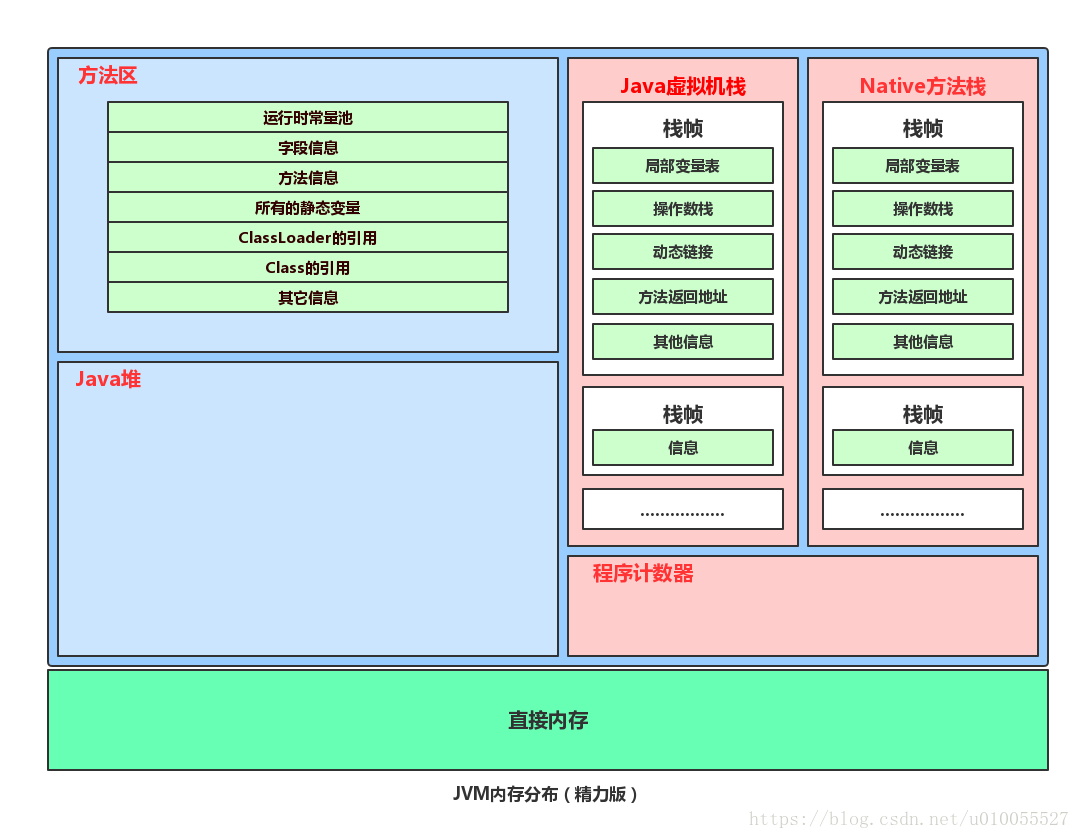 方法区
运行时常量池
字段信息
方法信息
所有的静态变量
ClassLoader的引用
Class的引用
其它信息
Java堆
Java虚拟机栈
栈帧
局部变量表
操作数栈
动态链接
方法返回地址
其他信息
栈帧
信息
.................
Native方法栈
栈帧
局部变量表
操作数栈
动态链接
方法返回地址
其他信息
栈帧
信息
.................
程序计数器
直接内存
JVM内存分布（精力版）
https://blog.csdn.net/u010055527